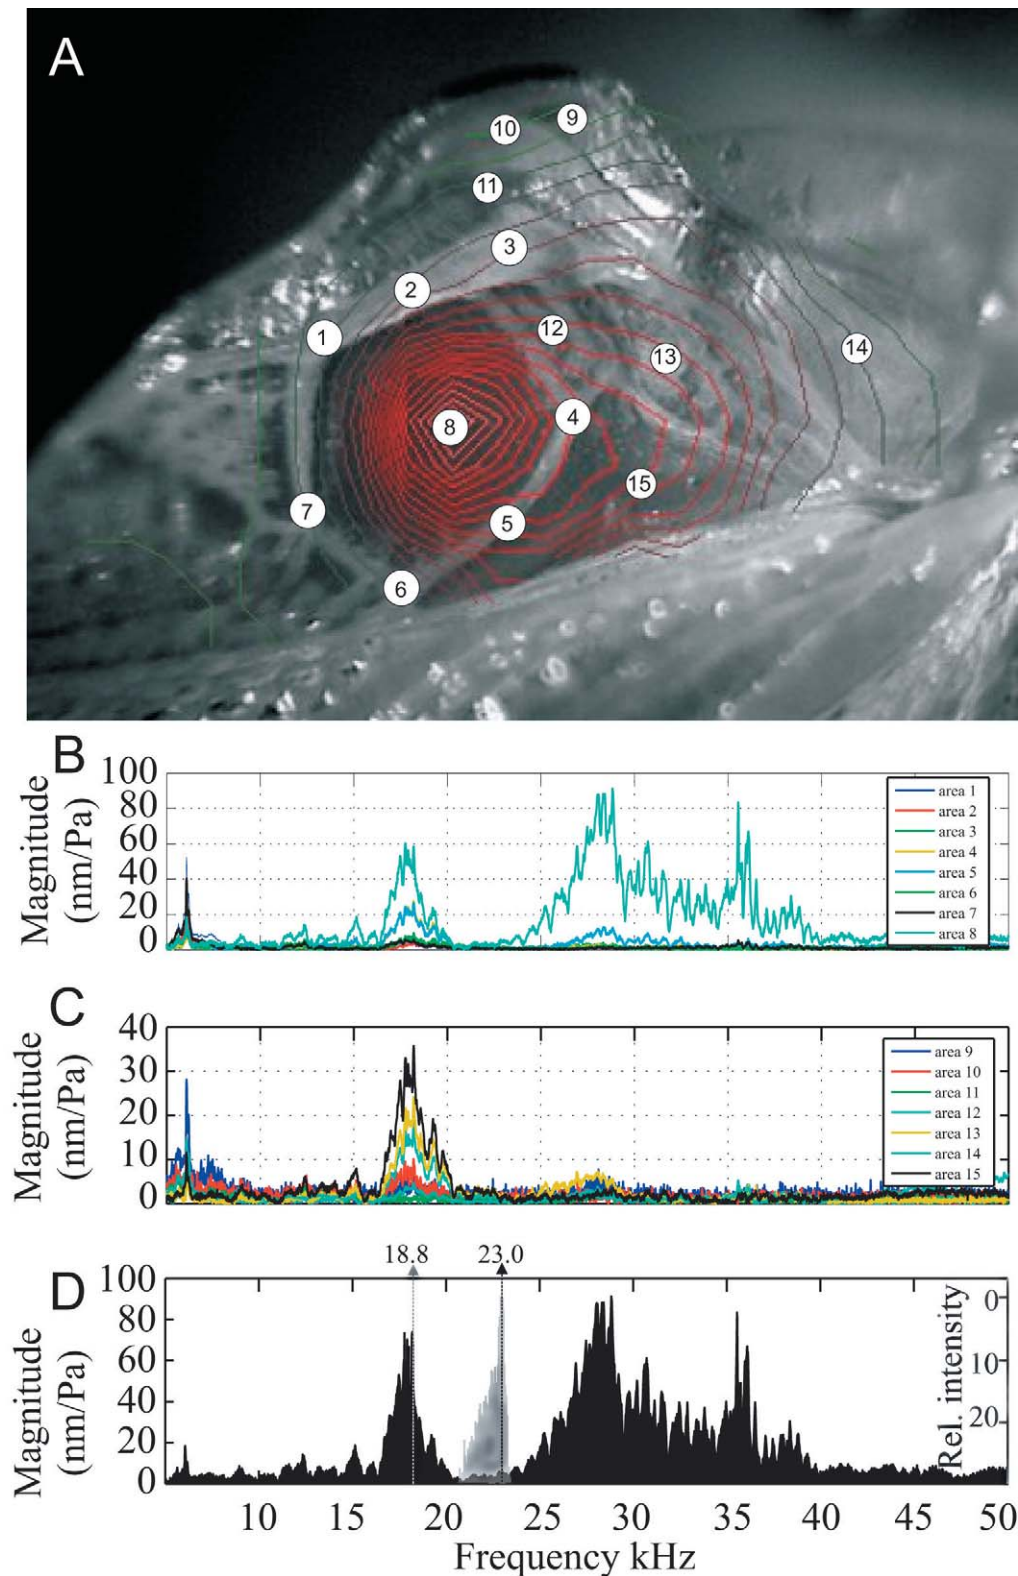 A
10
9
11
3
2
1
12
13
14
8
4
7
15
5
6
B
Magnitude
(nm/Pa)
100
80
60
40
20
0
area 1
area 2
area 3
area 4
area 5
area 6
area 7
area 8
C
Magnitude
(nm/Pa)
40
30
20
10
0
area 9
area 10
area 11
area 12
area 13
area 14
area 15
18.8
23.0
D
Magnitude
(nm/Pa)
100
80
60
40
20
0
Rel. intensity
0
10
20
10 15 20 25 30 35 40 45 50
Frequency kHz